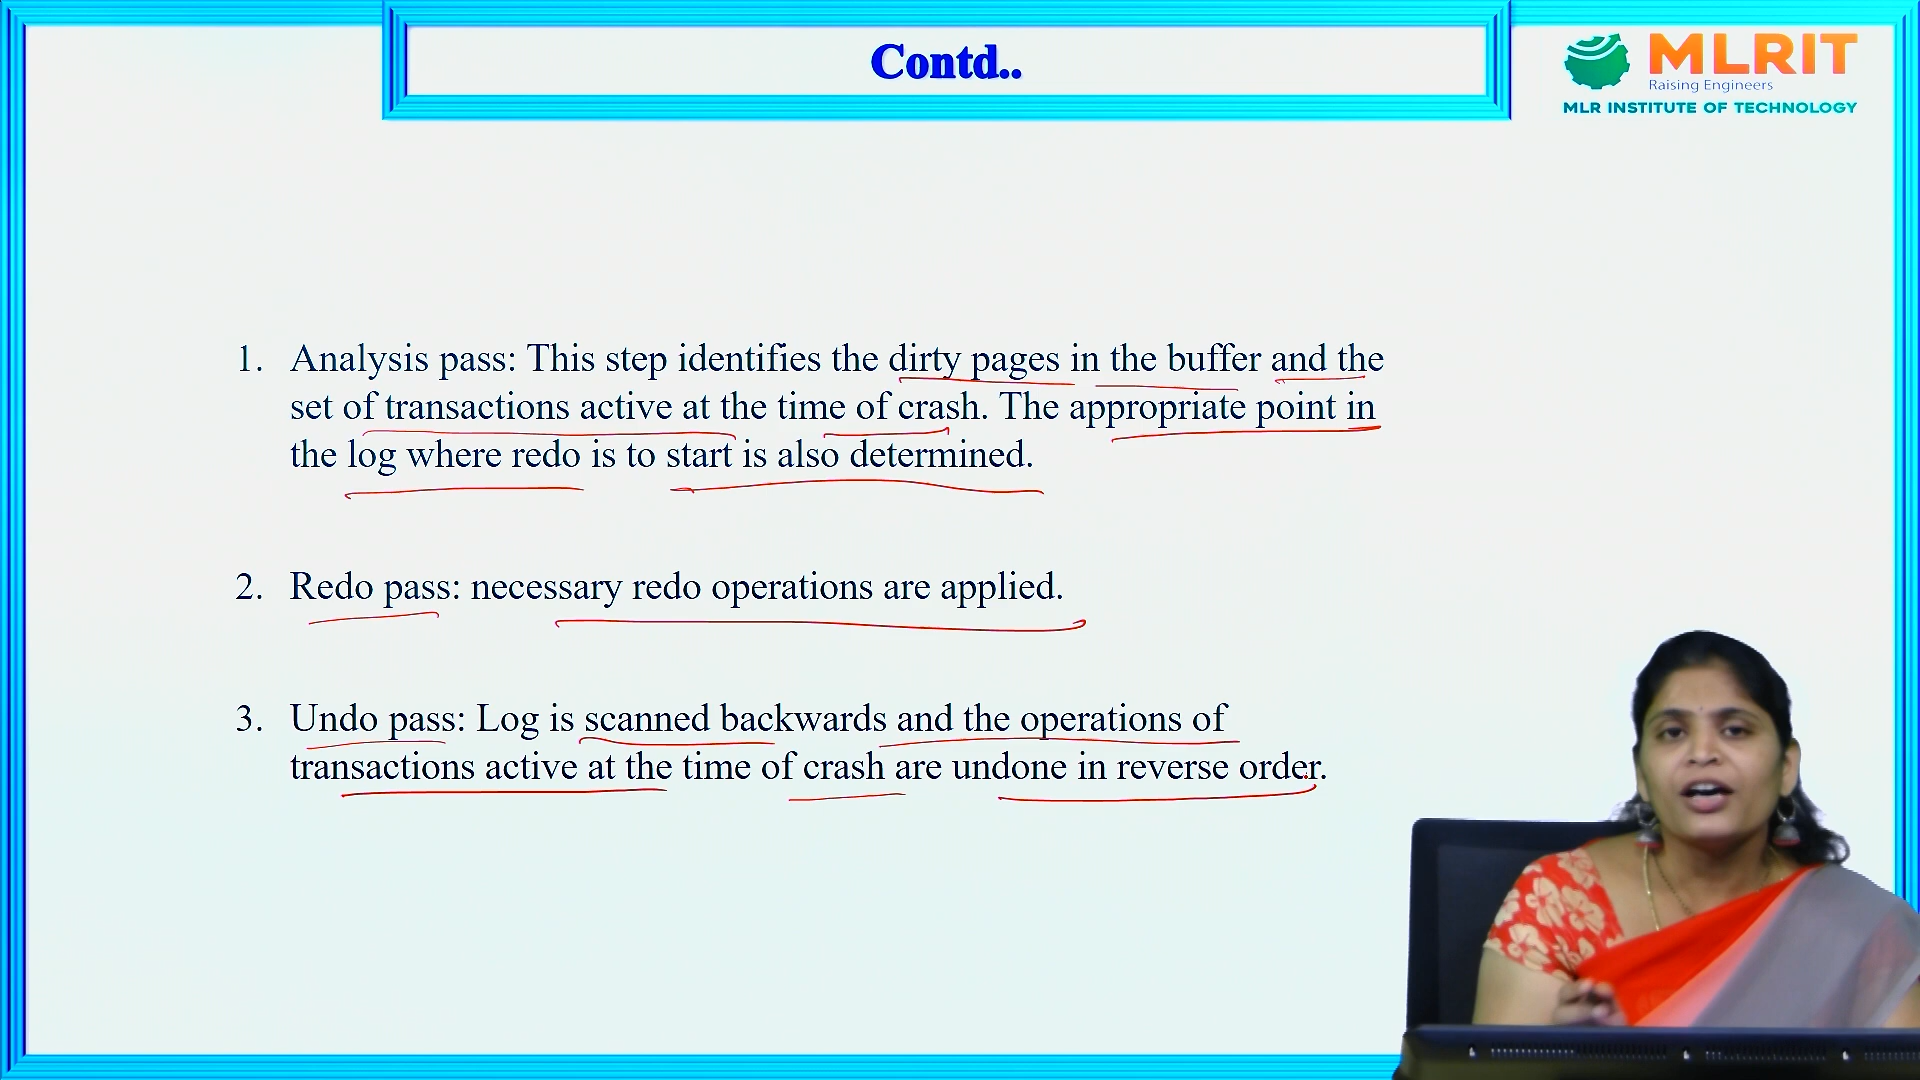 Contd..
MLRIT
Raising Engineers
MLR INSTITUTE OF TECHNOLOGY
1. Analysis pass: This step identifies the dirty pages in the buffer and the
set of transactions active at the time of crash. The appropriate point in
the log where redo is to start is also determined.
2. Redo pass: necessary redo operations are applied.
3. Undo pass: Log is scanned backwards and the operations of
transactions active at the time of crash are undone in reverse order.